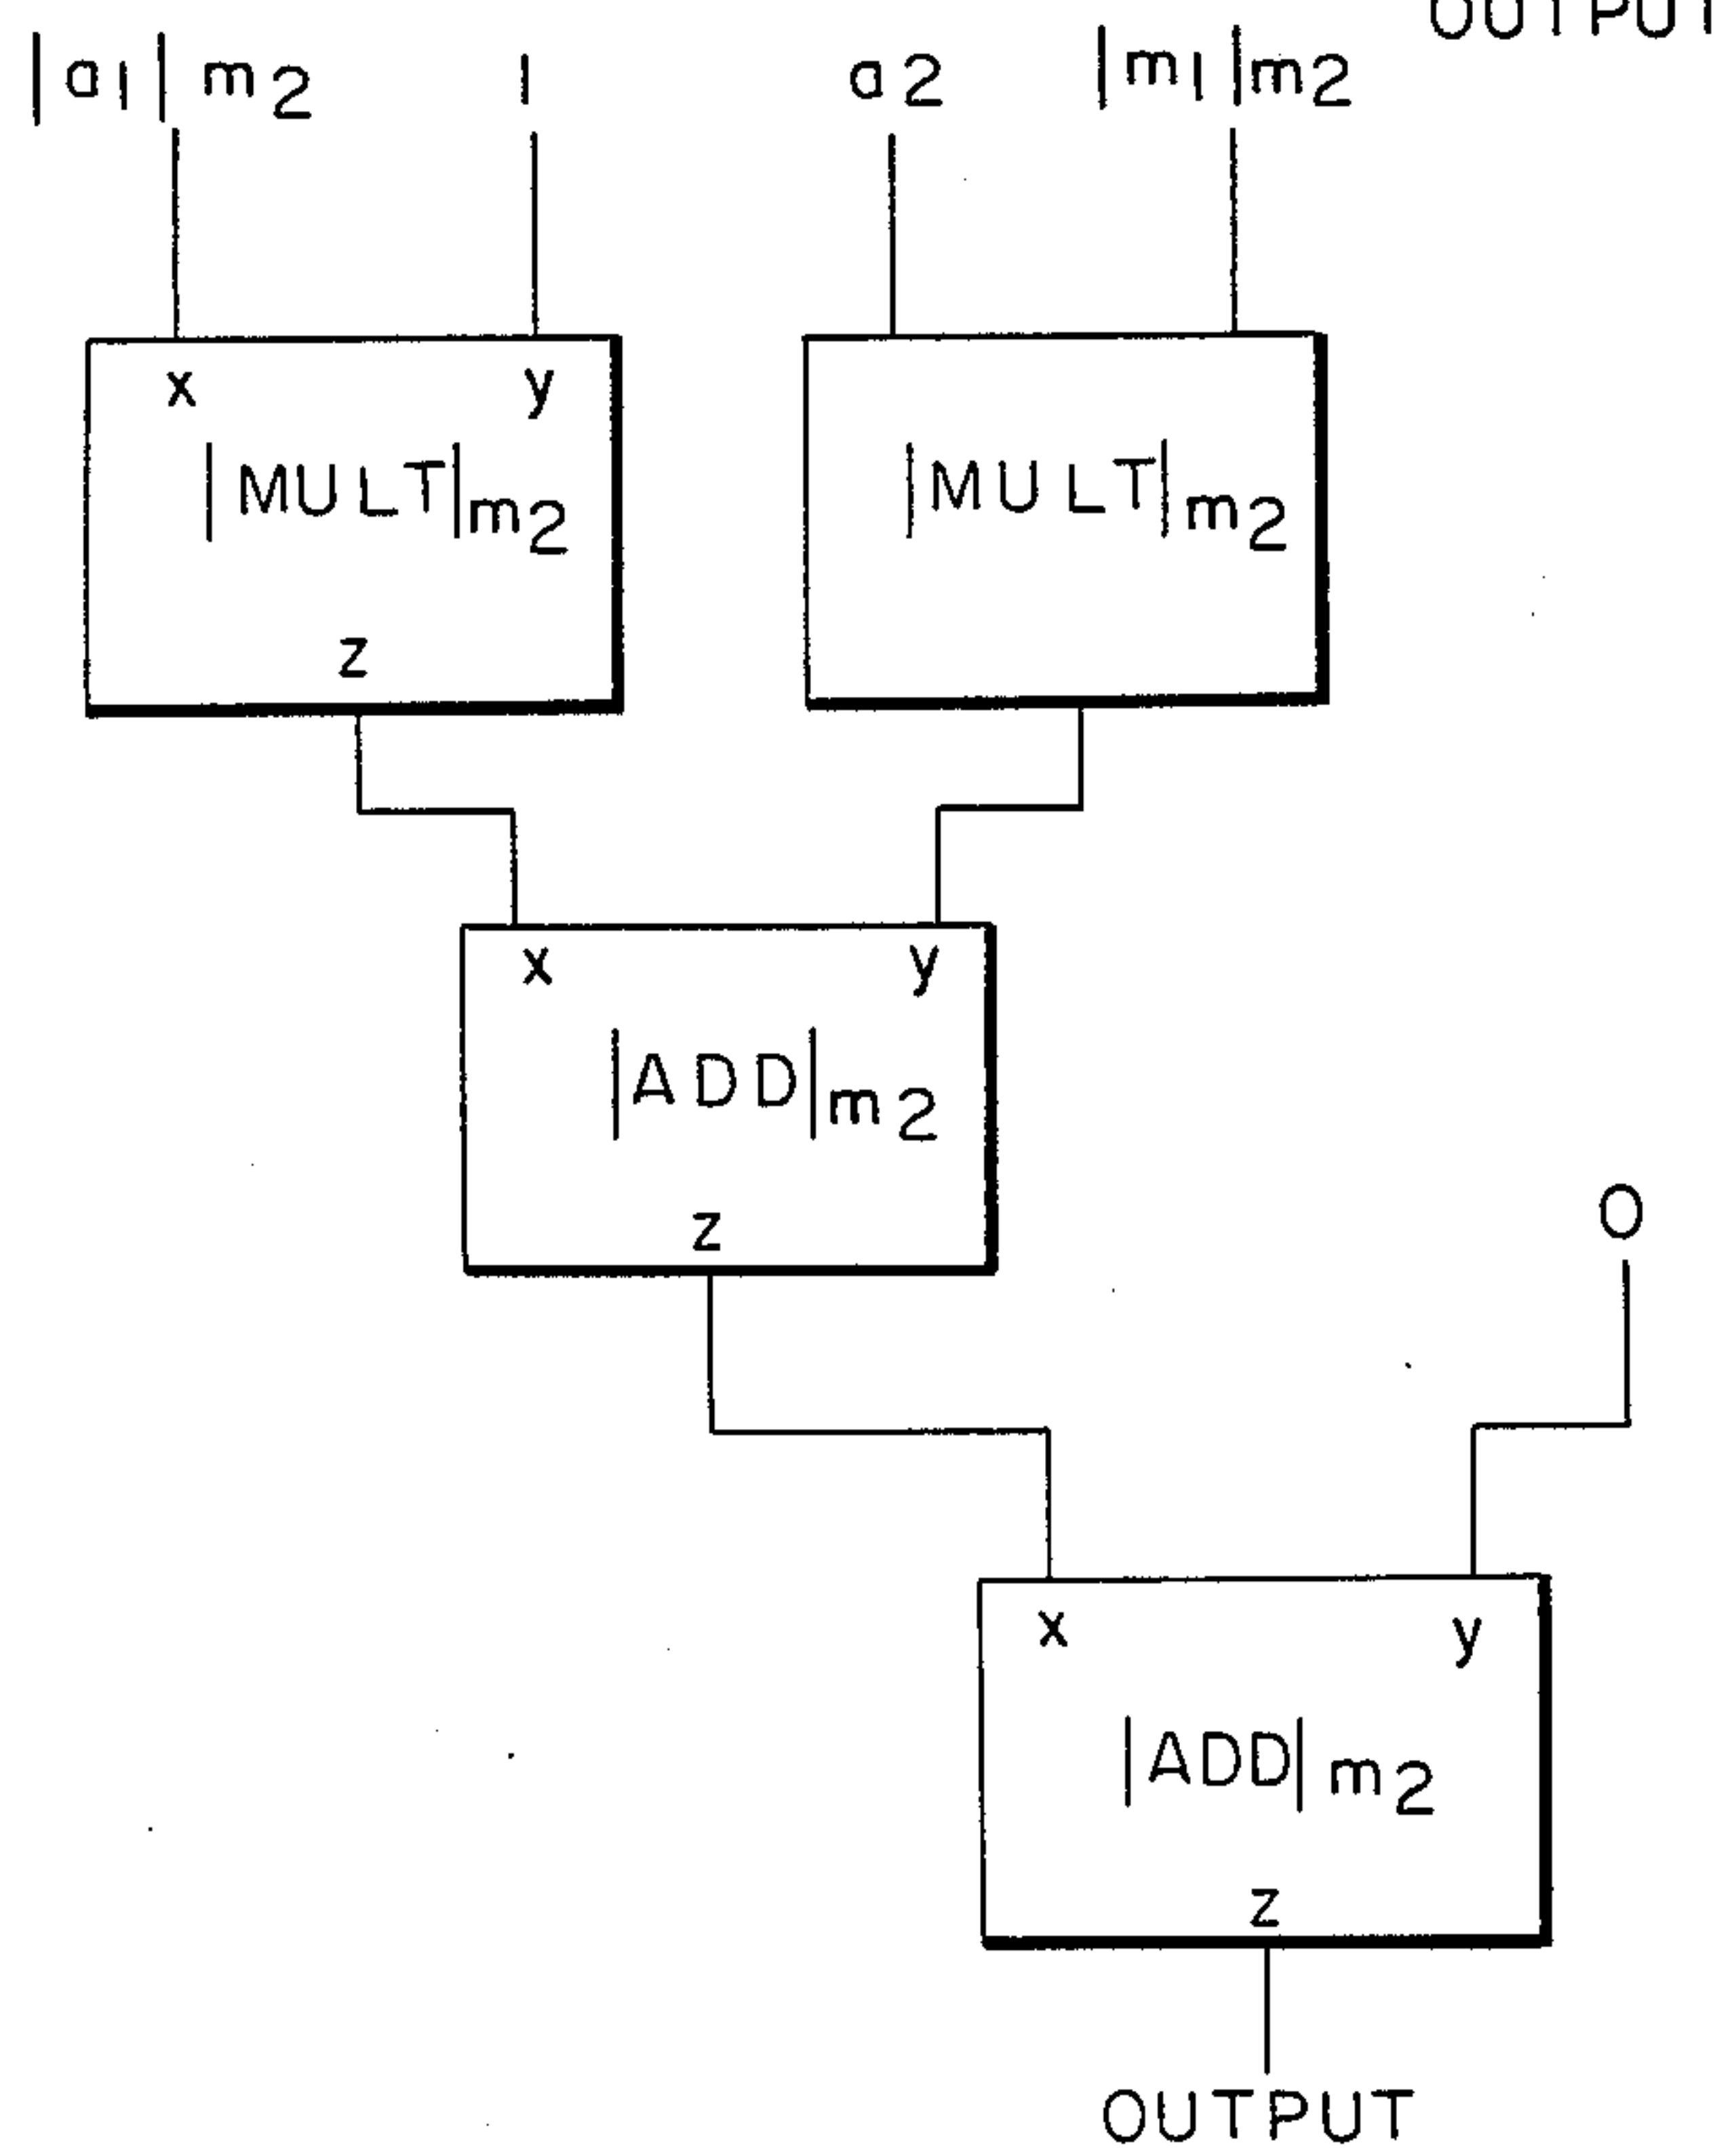 OUTPUT
|a1| m2 1 a2 |m1|m2
x y
|MULT|m2 |MULT|m2
z
x y
|ADD|m2
z
0
x y
|ADD| m2
z
OUTPUT